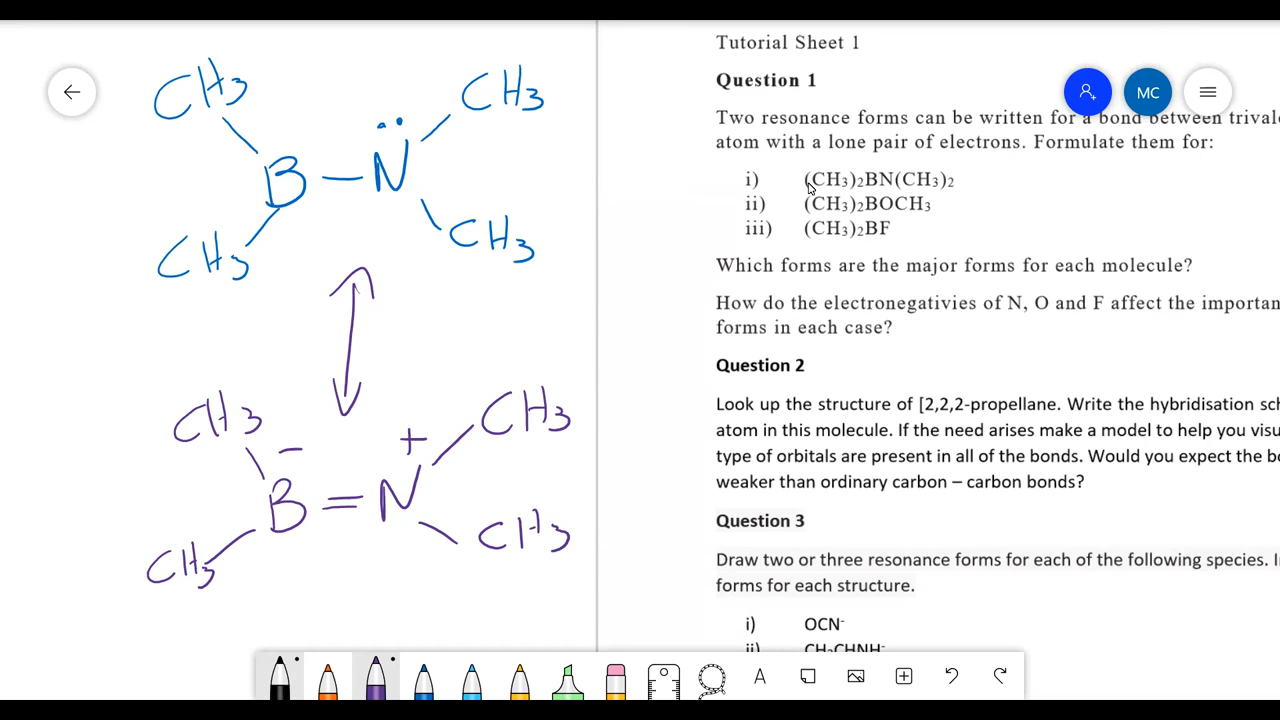 CH3 CH3
B — N̈
CH3 CH3
CH3 CH3
- +
B = N
CH3 CH3
Tutorial Sheet 1
Question 1
MC
Two resonance forms can be written for a bond between trivale
atom with a lone pair of electrons. Formulate them for:
i) (CH₃)₂BN(CH₃)₂
ii) (CH₃)₂BOCH₃
iii) (CH₃)₂BF
Which forms are the major forms for each molecule?
How do the electronegativies of N, O and F affect the importan
forms in each case?
Question 2
Look up the structure of [2,2,2-propellane. Write the hybridisation sch
atom in this molecule. If the need arises make a model to help you visu
type of orbitals are present in all of the bonds. Would you expect the bo
weaker than ordinary carbon – carbon bonds?
Question 3
Draw two or three resonance forms for each of the following species. In
forms for each structure.
i) OCN⁻
ii) CH₂CHNH⁻
A